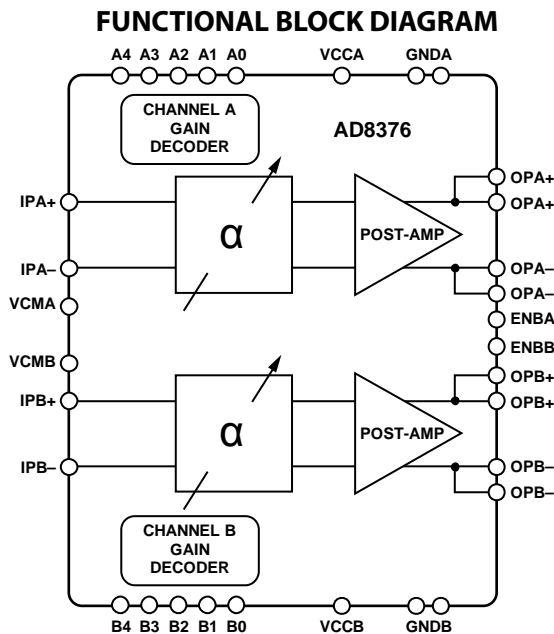 FUNCTIONAL BLOCK DIAGRAM
A4 A3 A2 A1 A0 VCCA GNDA
CHANNEL A
GAIN
DECODER
AD8376
IPA+
α
POST-AMP
OPA+
OPA+
IPA–
OPA–
OPA–
VCMA
ENBA
VCMB
ENBB
IPB+
α
POST-AMP
OPB+
OPB+
IPB–
OPB–
OPB–
CHANNEL B
GAIN
DECODER
B4 B3 B2 B1 B0 VCCB GNDB